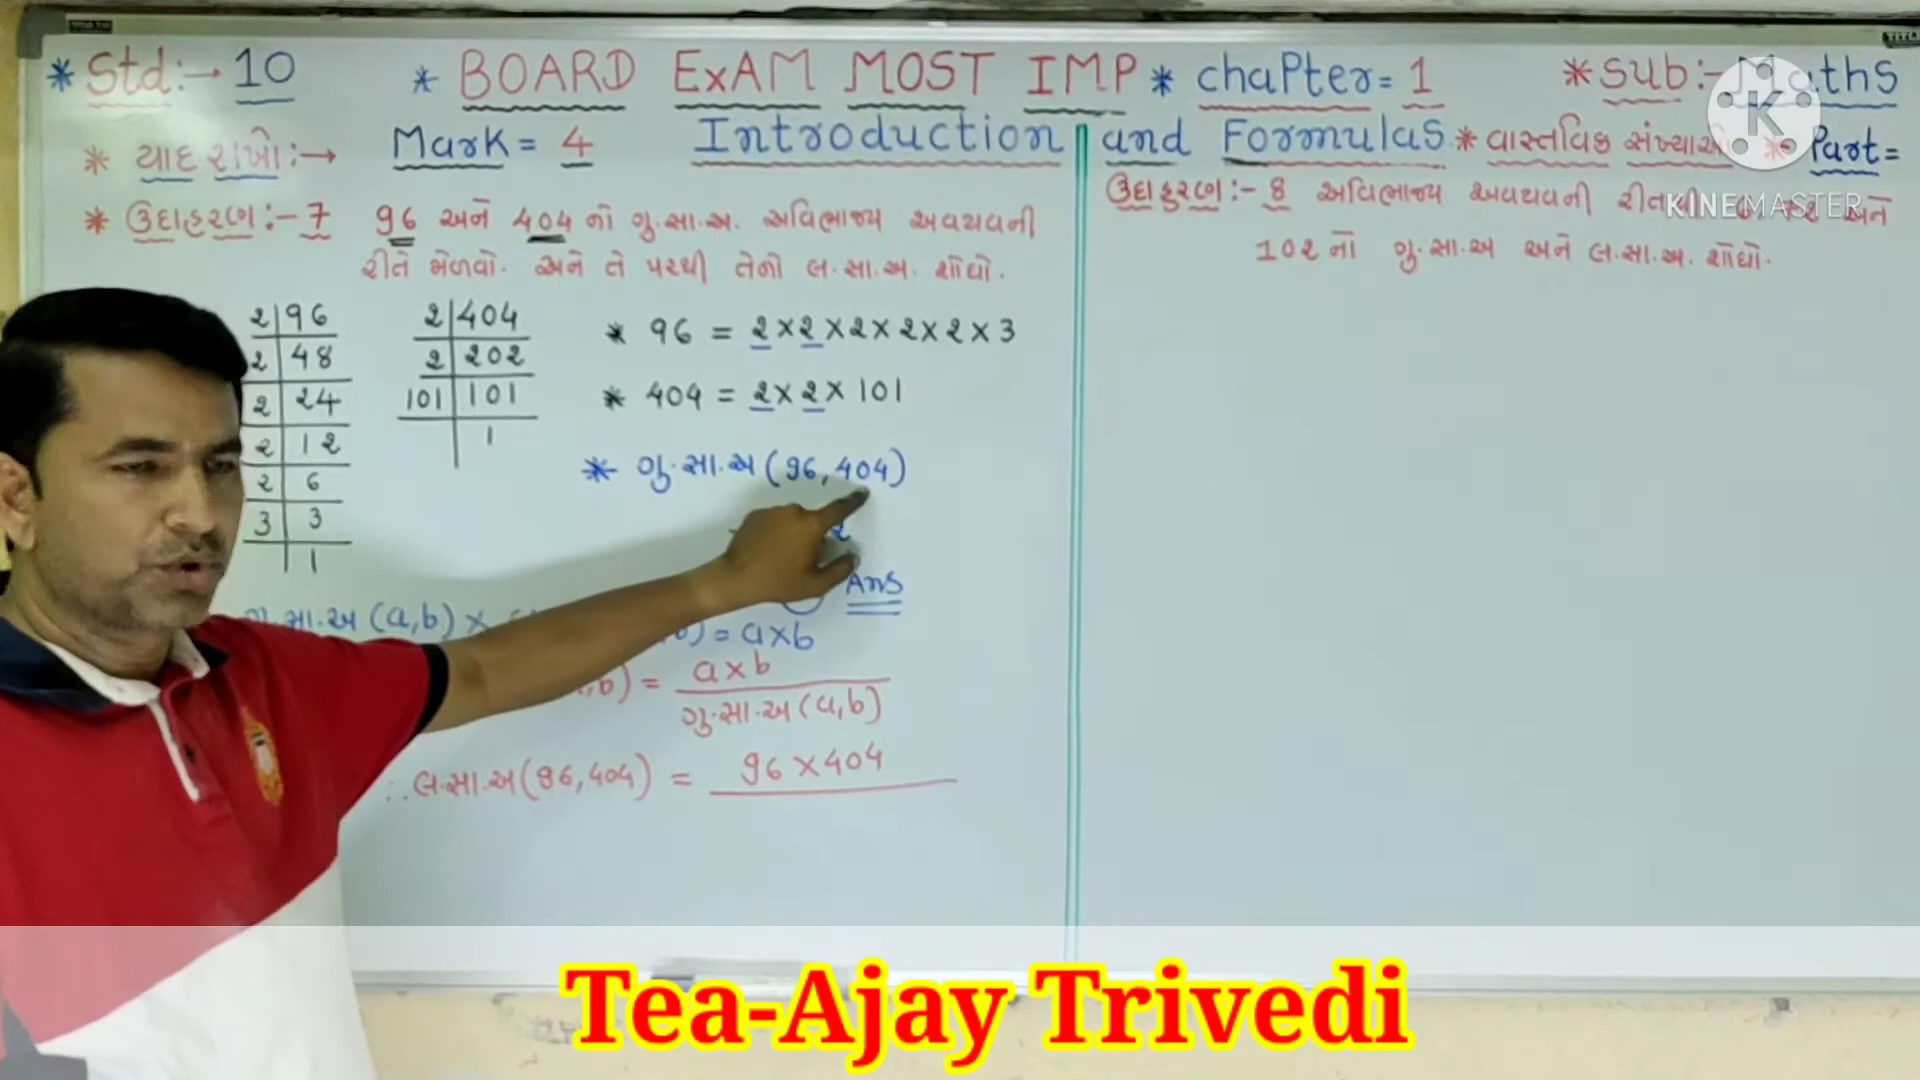 * Std:→ 10 * BOARD ExAM MOST IMP * chaPter = 1 * Sub:- Maths
* યાદ રાખો:→ Mark = 4 Introduction and Formulas * વાસ્તવિક સંખ્યાઓ * Part=
* ઉદાહરણ:- 7 96 અને 404 નો ગુ.સા.અ. અવિભાજ્ય અવયવની
રીતે મેળવો. અને તે પરથી તેનો લ.સા.અ. શોધો.
2 96
2 48
2 24
2 12
2 6
3 3
1
2 404
2 202
101 101
1
* 96 = 2×2×2×2×2×3
* 404 = 2×2×101
* ગુ.સા.અ (96,404)
2
Ans
ગુ.સા.અ (a,b) × b) = a×b
,b) = a×b
ગુ.સા.અ (a,b)
∴ લ.સા.અ (96,404) = 96×404
ઉદાહરણ:- 8 અવિભાજ્ય અવયવની અને
102 નો ગુ.સા.અ અને લ.સા.અ. શોધો.
K
KINEMASTER
Tea-Ajay Trivedi